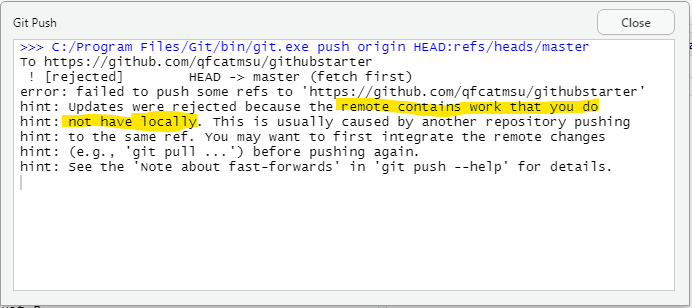 Git Push
Close
>>> C:/Program Files/Git/bin/git.exe push origin HEAD:refs/heads/master
To https://github.com/qfcatmsu/githubstarter
! [rejected]        HEAD -> master (fetch first)
error: failed to push some refs to 'https://github.com/qfcatmsu/githubstarter'
hint: Updates were rejected because the remote contains work that you do
hint: not have locally. This is usually caused by another repository pushing
hint: to the same ref. You may want to first integrate the remote changes
hint: (e.g., 'git pull ...') before pushing again.
hint: See the 'Note about fast-forwards' in 'git push --help' for details.